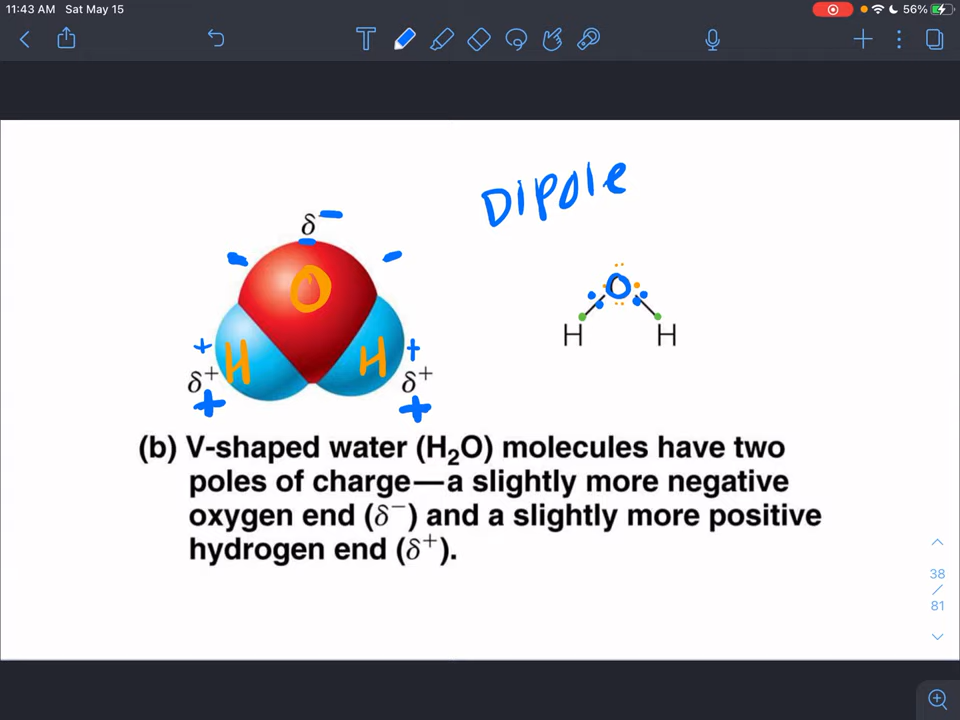 11:43 AM Sat May 15
56%
T
Dipole
δ −
− −
O
O
+ H H +
H H
δ+ δ+
+ +
(b) V-shaped water (H₂O) molecules have two
poles of charge—a slightly more negative
oxygen end (δ−) and a slightly more positive
hydrogen end (δ+).
38
/
81